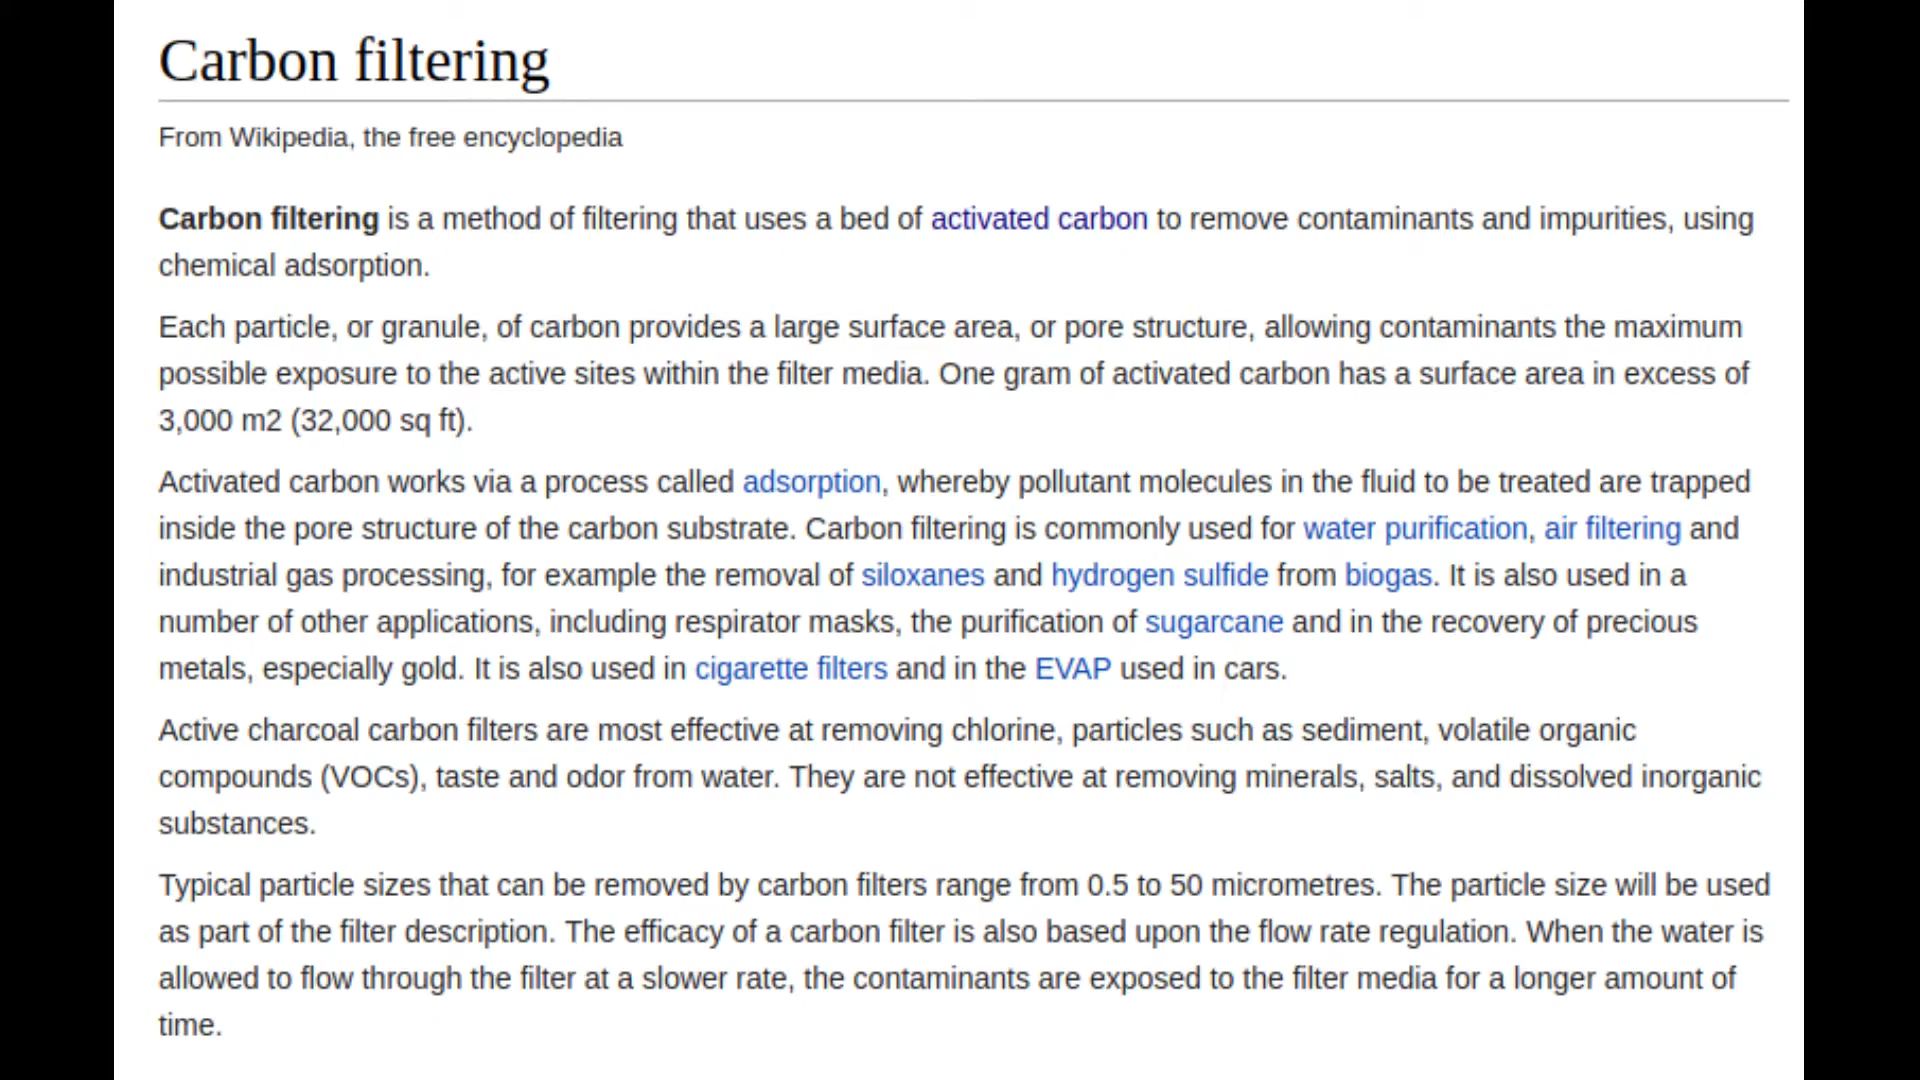 Carbon filtering
From Wikipedia, the free encyclopedia
Carbon filtering is a method of filtering that uses a bed of activated carbon to remove contaminants and impurities, using
chemical adsorption.
Each particle, or granule, of carbon provides a large surface area, or pore structure, allowing contaminants the maximum
possible exposure to the active sites within the filter media. One gram of activated carbon has a surface area in excess of
3,000 m2 (32,000 sq ft).
Activated carbon works via a process called adsorption, whereby pollutant molecules in the fluid to be treated are trapped
inside the pore structure of the carbon substrate. Carbon filtering is commonly used for water purification, air filtering and
industrial gas processing, for example the removal of siloxanes and hydrogen sulfide from biogas. It is also used in a
number of other applications, including respirator masks, the purification of sugarcane and in the recovery of precious
metals, especially gold. It is also used in cigarette filters and in the EVAP used in cars.
Active charcoal carbon filters are most effective at removing chlorine, particles such as sediment, volatile organic
compounds (VOCs), taste and odor from water. They are not effective at removing minerals, salts, and dissolved inorganic
substances.
Typical particle sizes that can be removed by carbon filters range from 0.5 to 50 micrometres. The particle size will be used
as part of the filter description. The efficacy of a carbon filter is also based upon the flow rate regulation. When the water is
allowed to flow through the filter at a slower rate, the contaminants are exposed to the filter media for a longer amount of
time.